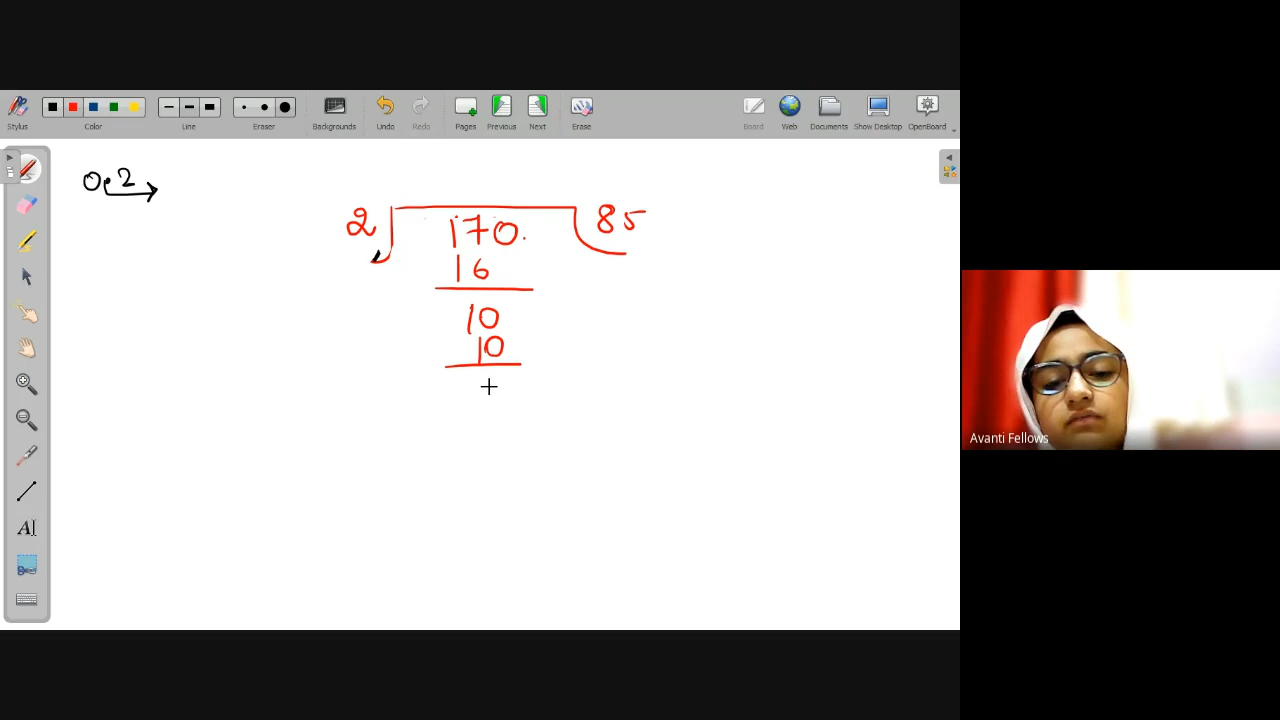 Stylus
Color
Line
Eraser
Backgrounds
Undo
Redo
Pages
Previous
Next
Erase
Board
Web
Documents
Show Desktop
OpenBoard
0.2
2 170. 85
16
10
10
Avanti Fellows